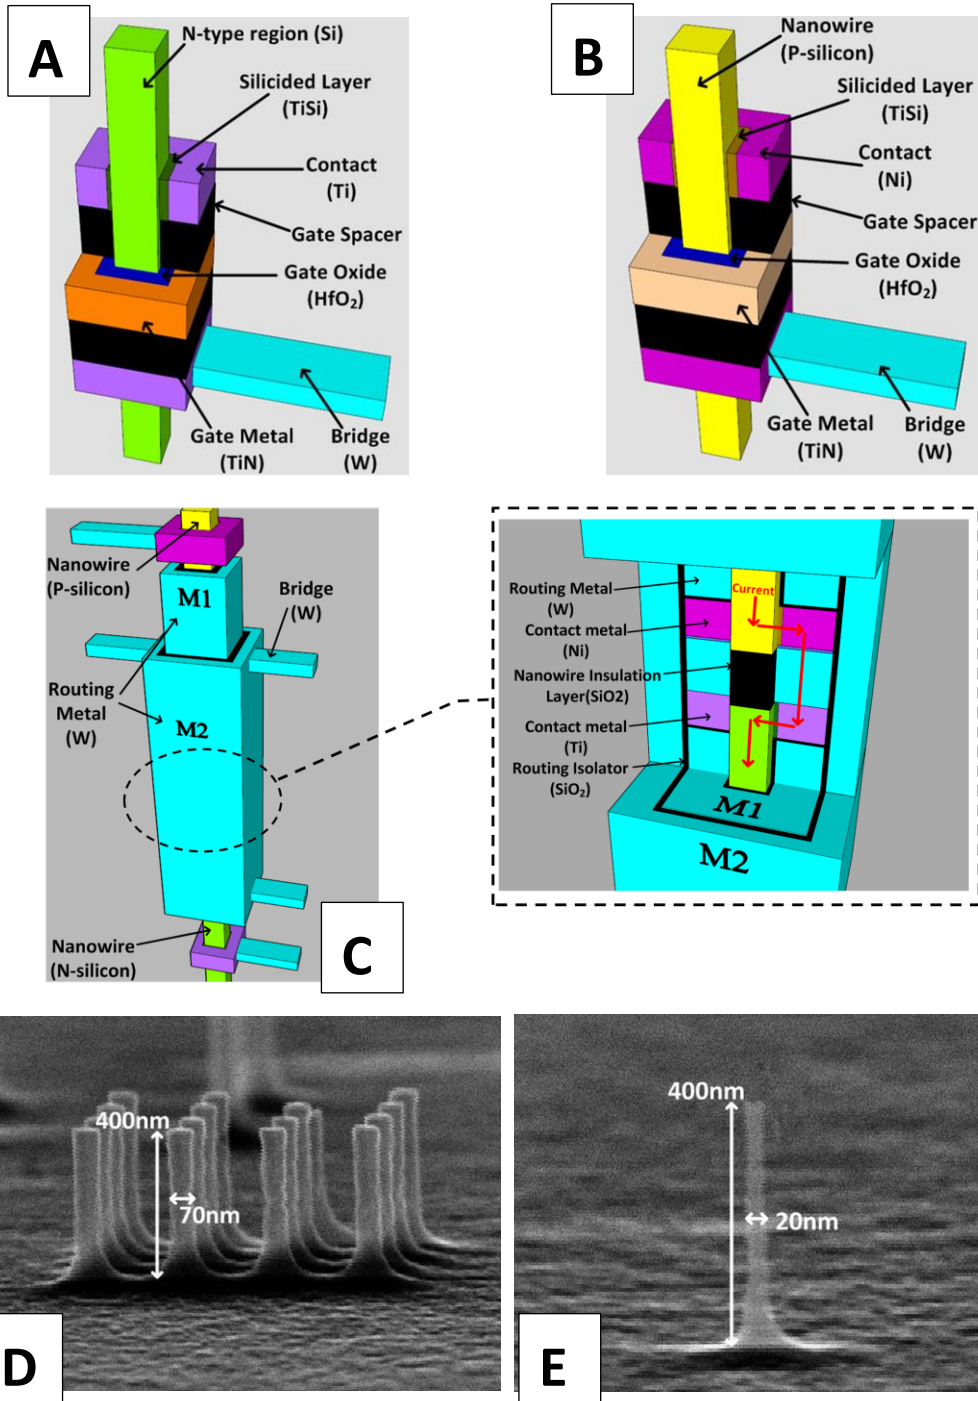 A
N-type region (Si)
Silicided Layer
(TiSi)
Contact
(Ti)
Gate Spacer
Gate Oxide
(HfO₂)
Gate Metal
(TiN)
Bridge
(W)
B
Nanowire
(P-silicon)
Silicided Layer
(TiSi)
Contact
(Ni)
Gate Spacer
Gate Oxide
(HfO₂)
Gate Metal
(TiN)
Bridge
(W)
Nanowire
(P-silicon)
M1
Bridge
(W)
Routing
Metal
(W)
M2
Nanowire
(N-silicon)
C
Routing Metal
(W)
Contact metal
(Ni)
Nanowire Insulation
Layer(SiO2)
Contact metal
(Ti)
Routing Isolator
(SiO₂)
Current
M1
M2
400nm
70nm
D
400nm
20nm
E